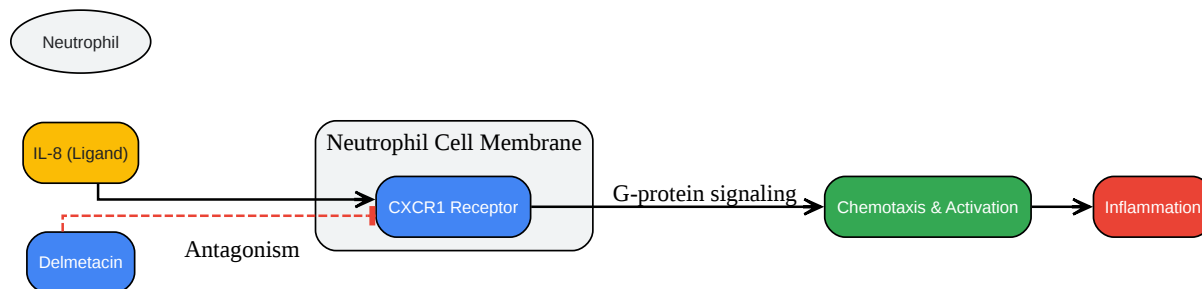 Neutrophil
Neutrophil Cell Membrane
IL-8 (Ligand)
G-protein signaling
CXCR1 Receptor
Chemotaxis & Activation
Inflammation
Antagonism
Delmetacin